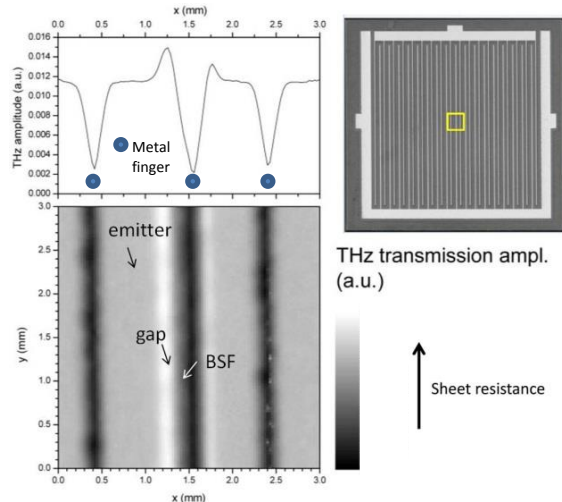 x (mm)
0.0 0.5 1.0 1.5 2.0 2.5 3.0
0.016
0.014
0.012
0.010
0.008
0.006
0.004
0.002
0.000
THz amplitude (a.u.)
Metal
finger
3.0
2.5
2.0
1.5
1.0
0.5
0.0
y (mm)
emitter
gap
BSF
0.0 0.5 1.0 1.5 2.0 2.5 3.0
x (mm)
THz transmission ampl.
(a.u.)
Sheet resistance